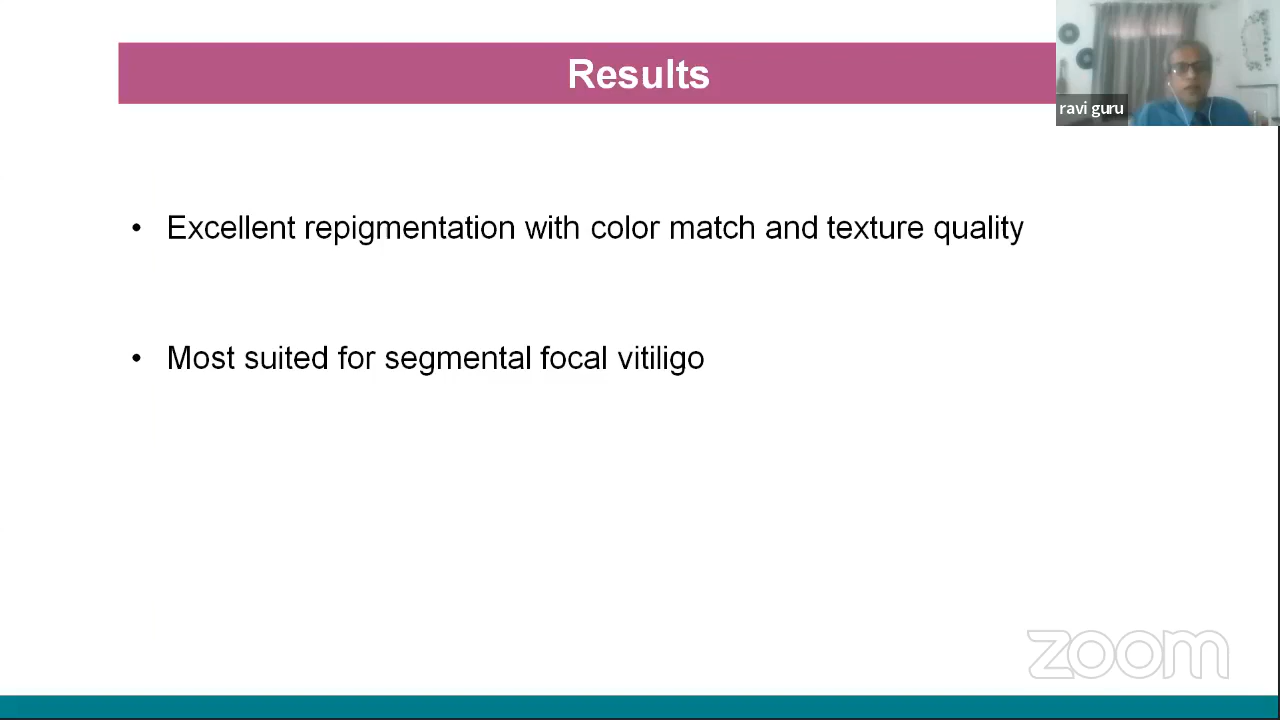 Results
ravi guru
• Excellent repigmentation with color match and texture quality
• Most suited for segmental focal vitiligo
zoom